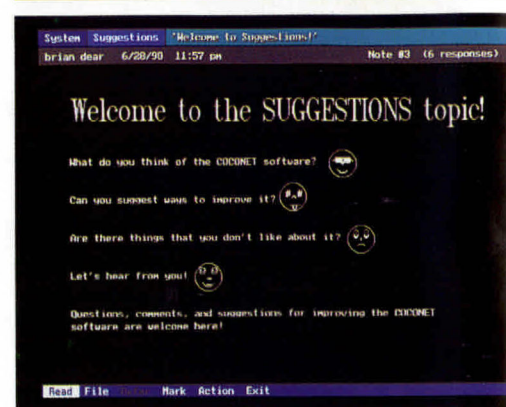 System Suggestions "Welcome to Suggestions!"
brian dear 6/28/90 11:57 pm Note #3 (6 responses)
Welcome to the SUGGESTIONS topic!
What do you think of the COCONET software?
Can you suggest ways to improve it?
Are there things that you don't like about it?
Let's hear from you!
Questions, comments, and suggestions for improving the COCONET
software are welcome here!
Read File Mark Action Exit